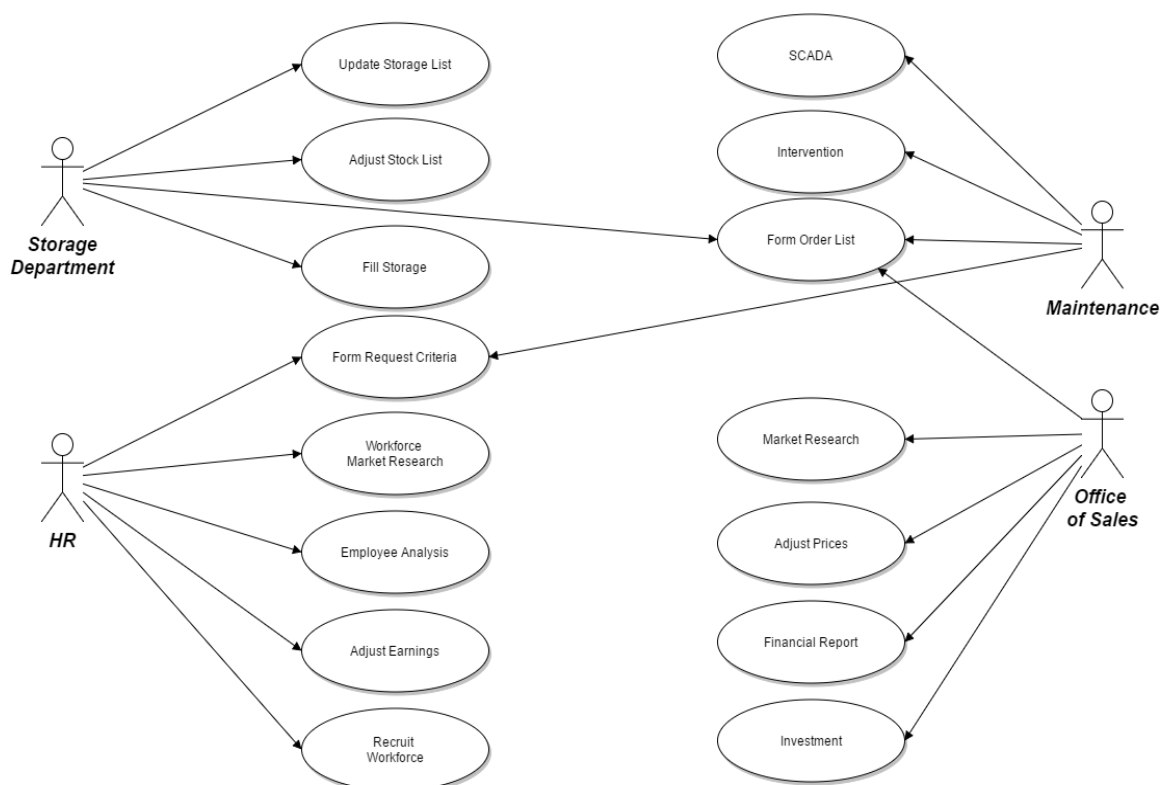 Update Storage List
SCADA
Adjust Stock List
Intervention
Storage
Department
Form Order List
Fill Storage
Maintenance
Form Request Criteria
Workforce
Market Research
Market Research
HR
Office
of Sales
Employee Analysis
Adjust Prices
Adjust Earnings
Financial Report
Recruit
Workforce
Investment